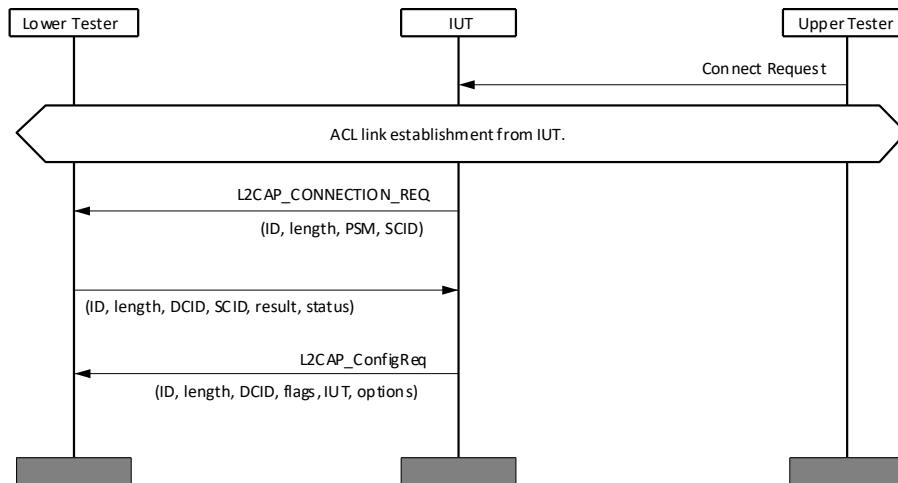 Lower Tester
IUT
Upper Tester
Connect Request
ACL link establishment from IUT.
L2CAP_CONNECTION_REQ
(ID, length, PSM, SCID)
(ID, length, DCID, SCID, result, status)
L2CAP_ConfigReq
(ID, length, DCID, flags, IUT, options)